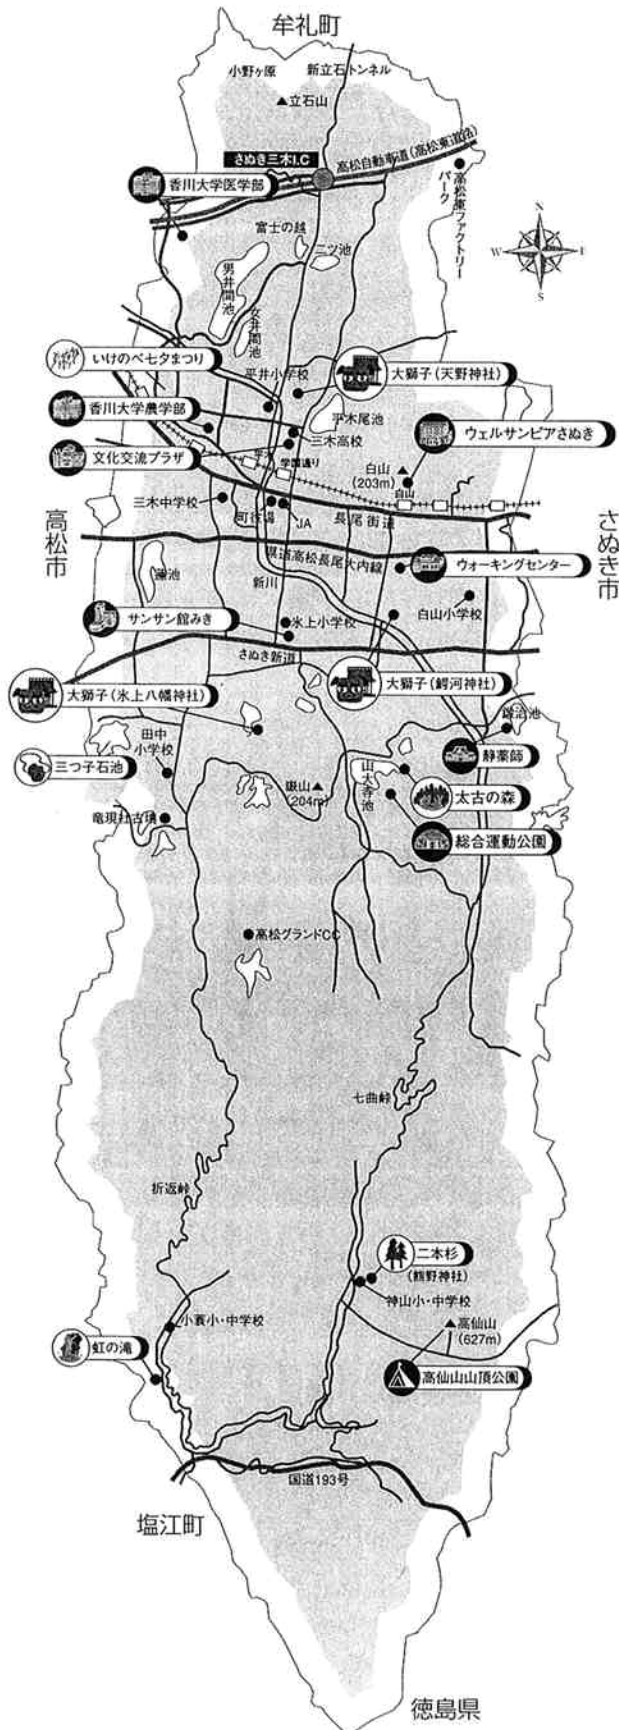 牟礼町
小野ヶ原
新立石トンネル
▲立石山
さぬき三木I.C
高松自動車道(高松東道路)
高松東ファクトリー
パーク
香川大学医学部
富士の越
二ツ池
男井間池
女井間池
N
W
E
S
いけのべ七夕まつり
平井小学校
大獅子(天野神社)
香川大学農学部
平木尾池
三木高校
ウェルサンピアさぬき
文化交流プラザ
学園通り
白山▲
(203m)
白山
三木中学校
町役場
JA
長尾街道
高松市
さぬき市
県道高松長尾大内線
ウォーキングセンター
新川
白山小学校
サンサン館みき
氷上小学校
さぬき新道
大獅子(氷上八幡神社)
大獅子(鰐河神社)
鍛治池
田中
小学校
静薬師
三つ子石池
嶽山▲
(204m)
山大寺池
太古の森
竜現社古墳
総合運動公園
高松グランドCC
七曲峠
折返峠
二本杉
(熊野神社)
神山小・中学校
小蓑小・中学校
▲高仙山
(627m)
虹の滝
高仙山山頂公園
国道193号
塩江町
徳島県